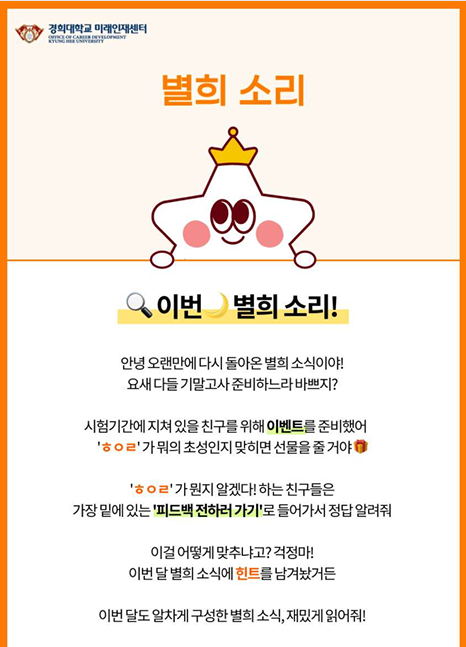 경희대학교 미래인재센터
OFFICE OF CAREER DEVELOPMENT
KYUNG HEE UNIVERSITY
별희 소리
이번 별희 소리!
안녕 오랜만에 다시 돌아온 별희 소식이야!
요새 다들 기말고사 준비하느라 바쁘지?
시험기간에 지쳐 있을 친구를 위해 이벤트를 준비했어
'ㅎㅇㄹ' 가 뭐의 초성인지 맞히면 선물을 줄 거야
'ㅎㅇㄹ' 가 뭔지 알겠다! 하는 친구들은
가장 밑에 있는 '피드백 전하러 가기'로 들어가서 정답 알려줘
이걸 어떻게 맞추냐고? 걱정마!
이번 달 별희 소식에 힌트를 남겨놨거든
이번 달도 알차게 구성한 별희 소식, 재밌게 읽어줘!